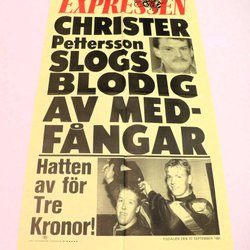 EXPRESSEN
CHRISTER
Pettersson
SLOGS
BLODIG
AV MED-
FÅNGAR
Hatten
av för
Tre
Kronor!